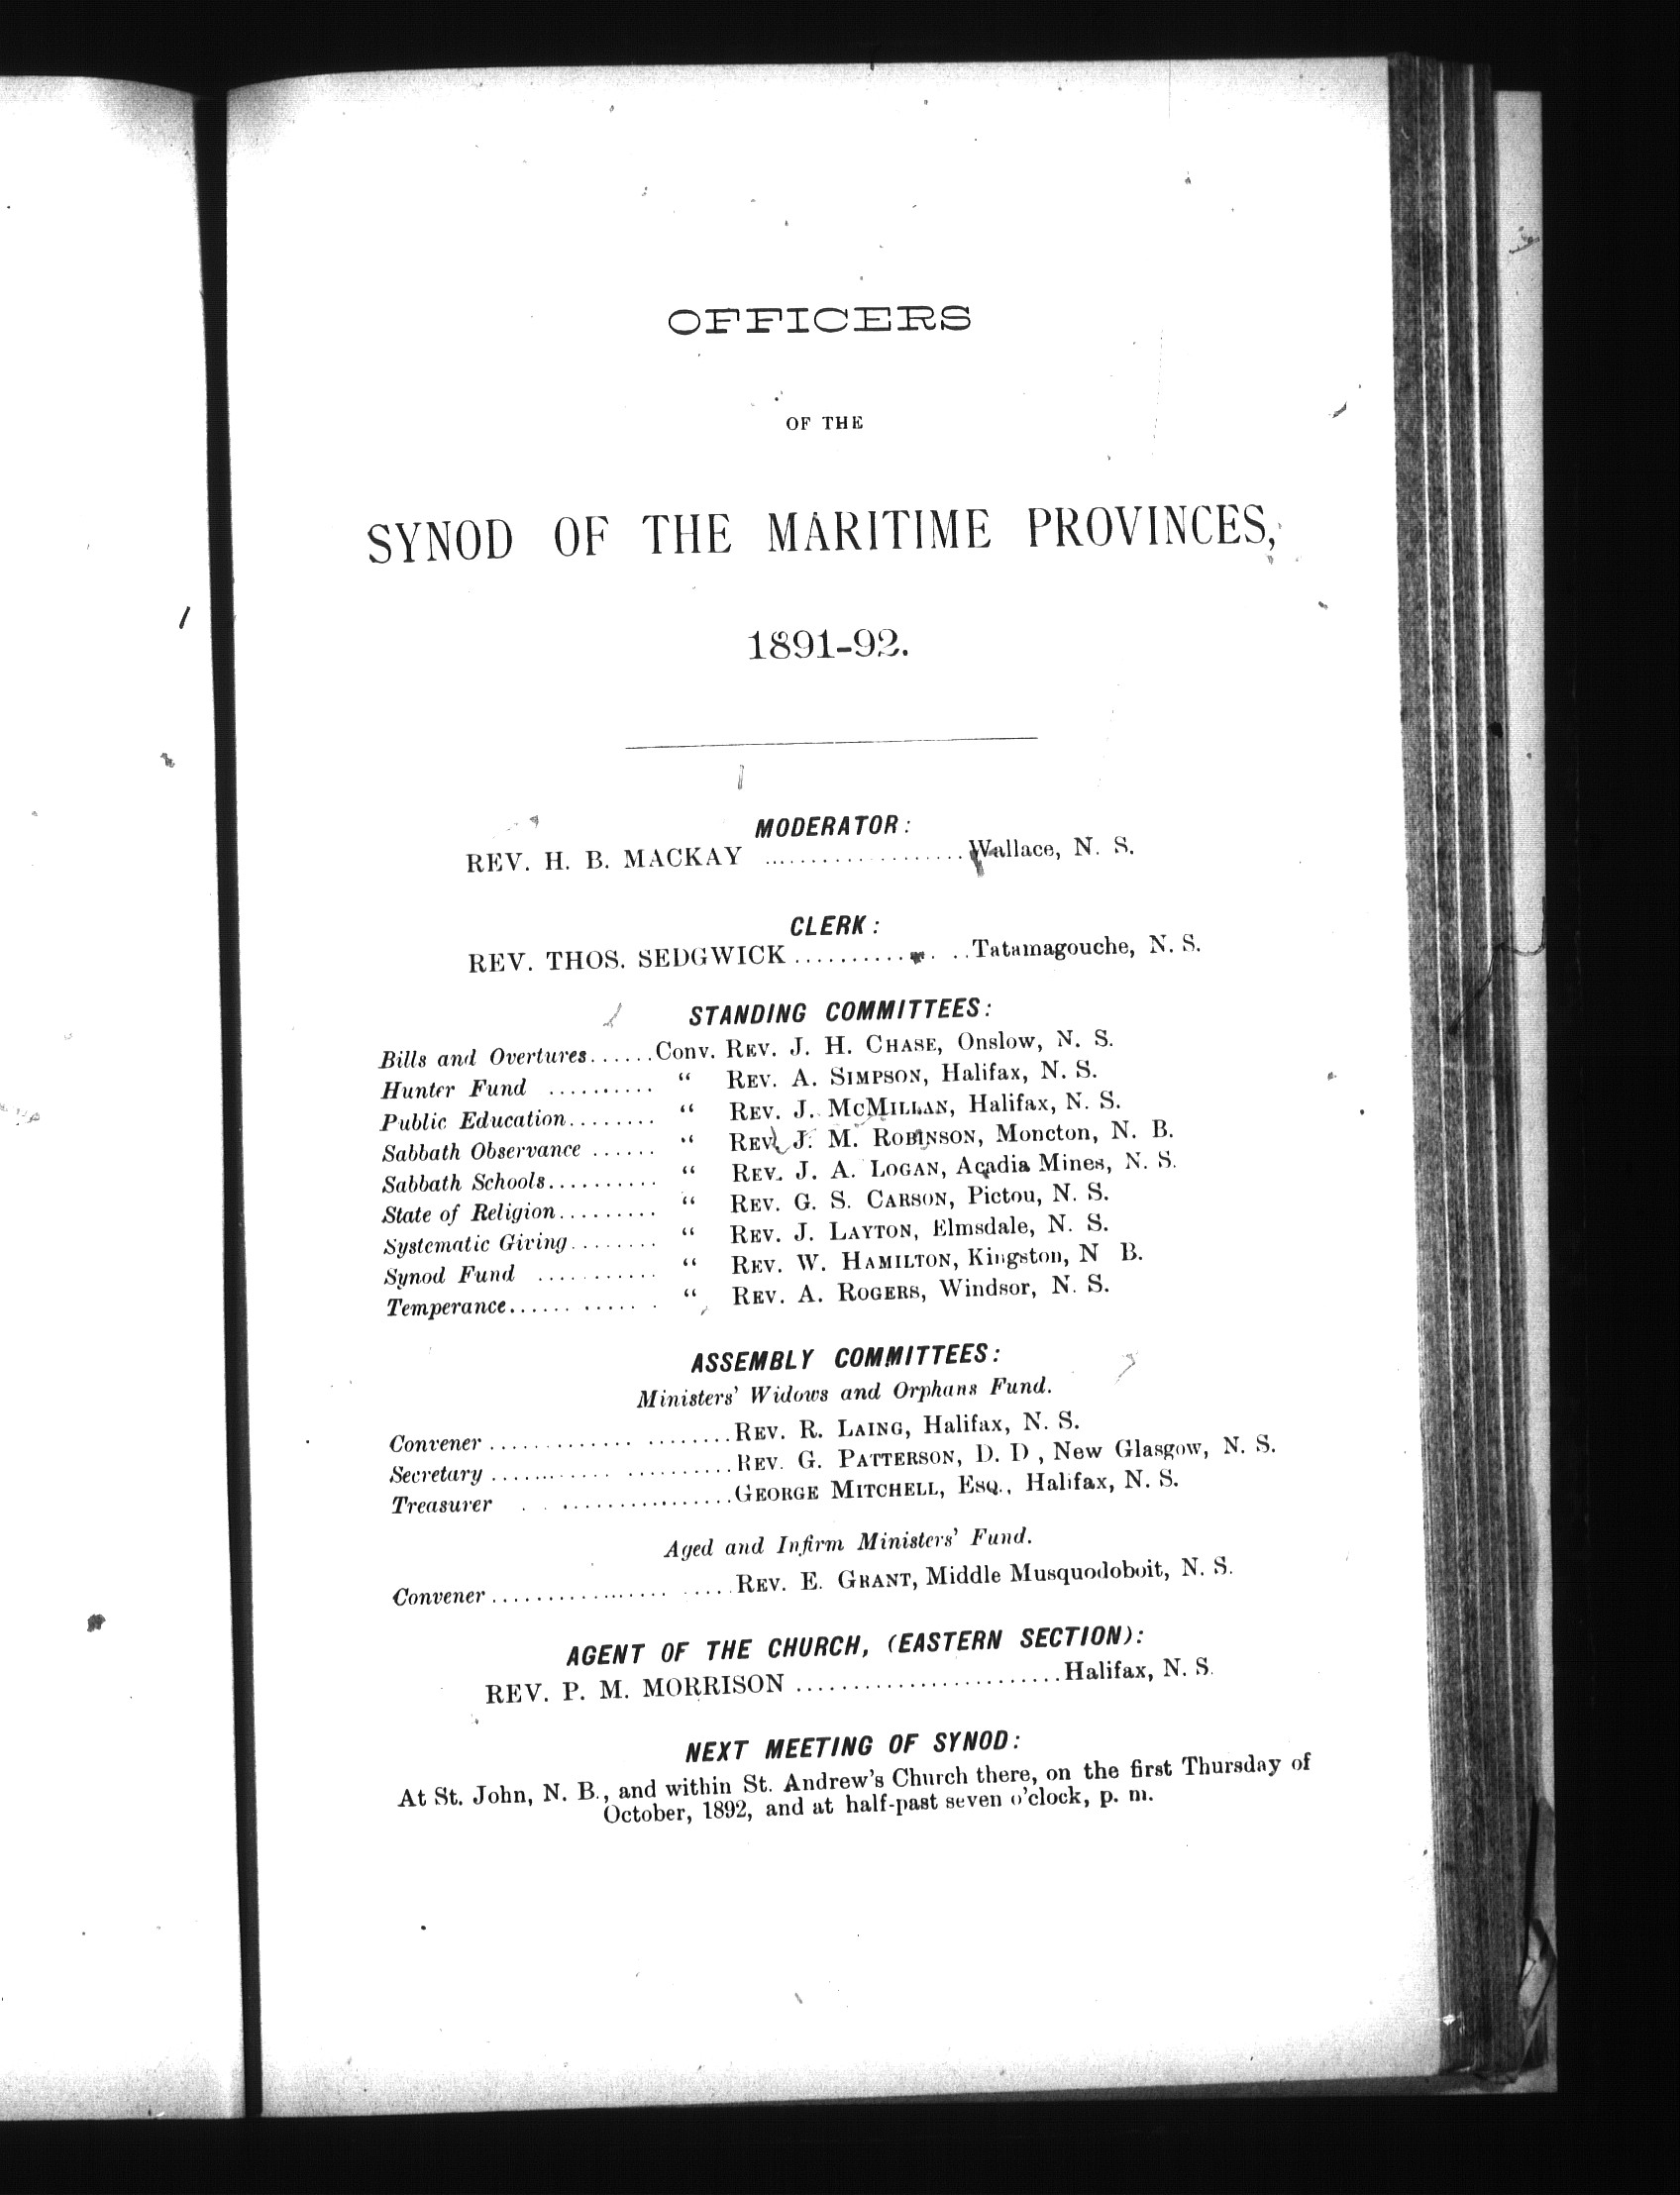 OFFICERS
OF THE
SYNOD OF THE MARITIME PROVINCES,
1891-92.
MODERATOR:
REV. H. B. MACKAY .................. Wallace, N. S.
CLERK:
REV. THOS. SEDGWICK .............. Tatamagouche, N. S.
STANDING COMMITTEES:
Bills and Overtures......Conv. REV. J. H. CHASE, Onslow, N. S.
Hunter Fund .......... “ REV. A. SIMPSON, Halifax, N. S.
Public Education........ “ REV. J. MCMILLAN, Halifax, N. S.
Sabbath Observance ...... “ REV. J. M. ROBINSON, Moncton, N. B.
Sabbath Schools.......... “ REV. J. A. LOGAN, Acadia Mines, N. S.
State of Religion......... “ REV. G. S. CARSON, Pictou, N. S.
Systematic Giving........ “ REV. J. LAYTON, Elmsdale, N. S.
Synod Fund ........... “ REV. W. HAMILTON, Kingston, N B.
Temperance...... ...... . “ REV. A. ROGERS, Windsor, N. S.
ASSEMBLY COMMITTEES:
Ministers' Widows and Orphans Fund.
Convener ............. ........REV. R. LAING, Halifax, N. S.
Secretary ........... ..........REV. G. PATTERSON, D. D , New Glasgow, N. S.
Treasurer . ................GEORGE MITCHELL, ESQ., Halifax, N. S.
Aged and Infirm Ministers' Fund.
Convener ................ .....REV. E. GRANT, Middle Musquodoboit, N. S.
AGENT OF THE CHURCH, (EASTERN SECTION):
REV. P. M. MORRISON ........................Halifax, N. S.
NEXT MEETING OF SYNOD:
At St. John, N. B., and within St. Andrew's Church there, on the first Thursday of
October, 1892, and at half-past seven o'clock, p. m.